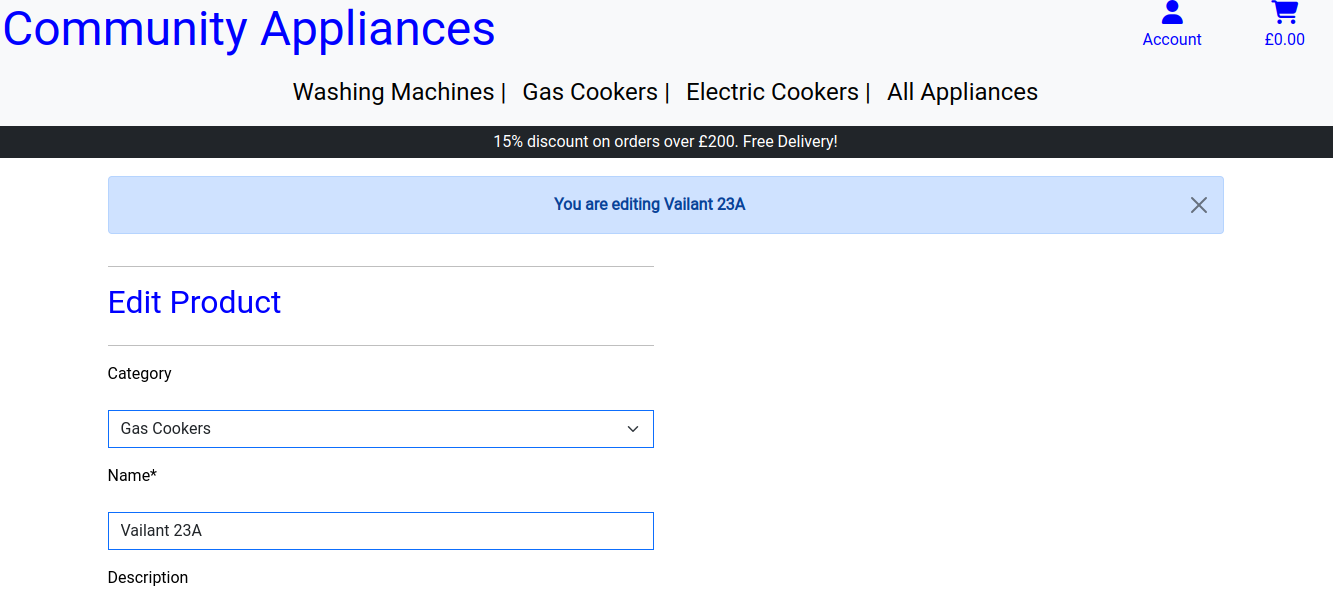 Community Appliances
Account
£0.00
Washing Machines | Gas Cookers | Electric Cookers | All Appliances
15% discount on orders over £200. Free Delivery!
You are editing Vailant 23A
Edit Product
Category
Gas Cookers
Name*
Vailant 23A
Description